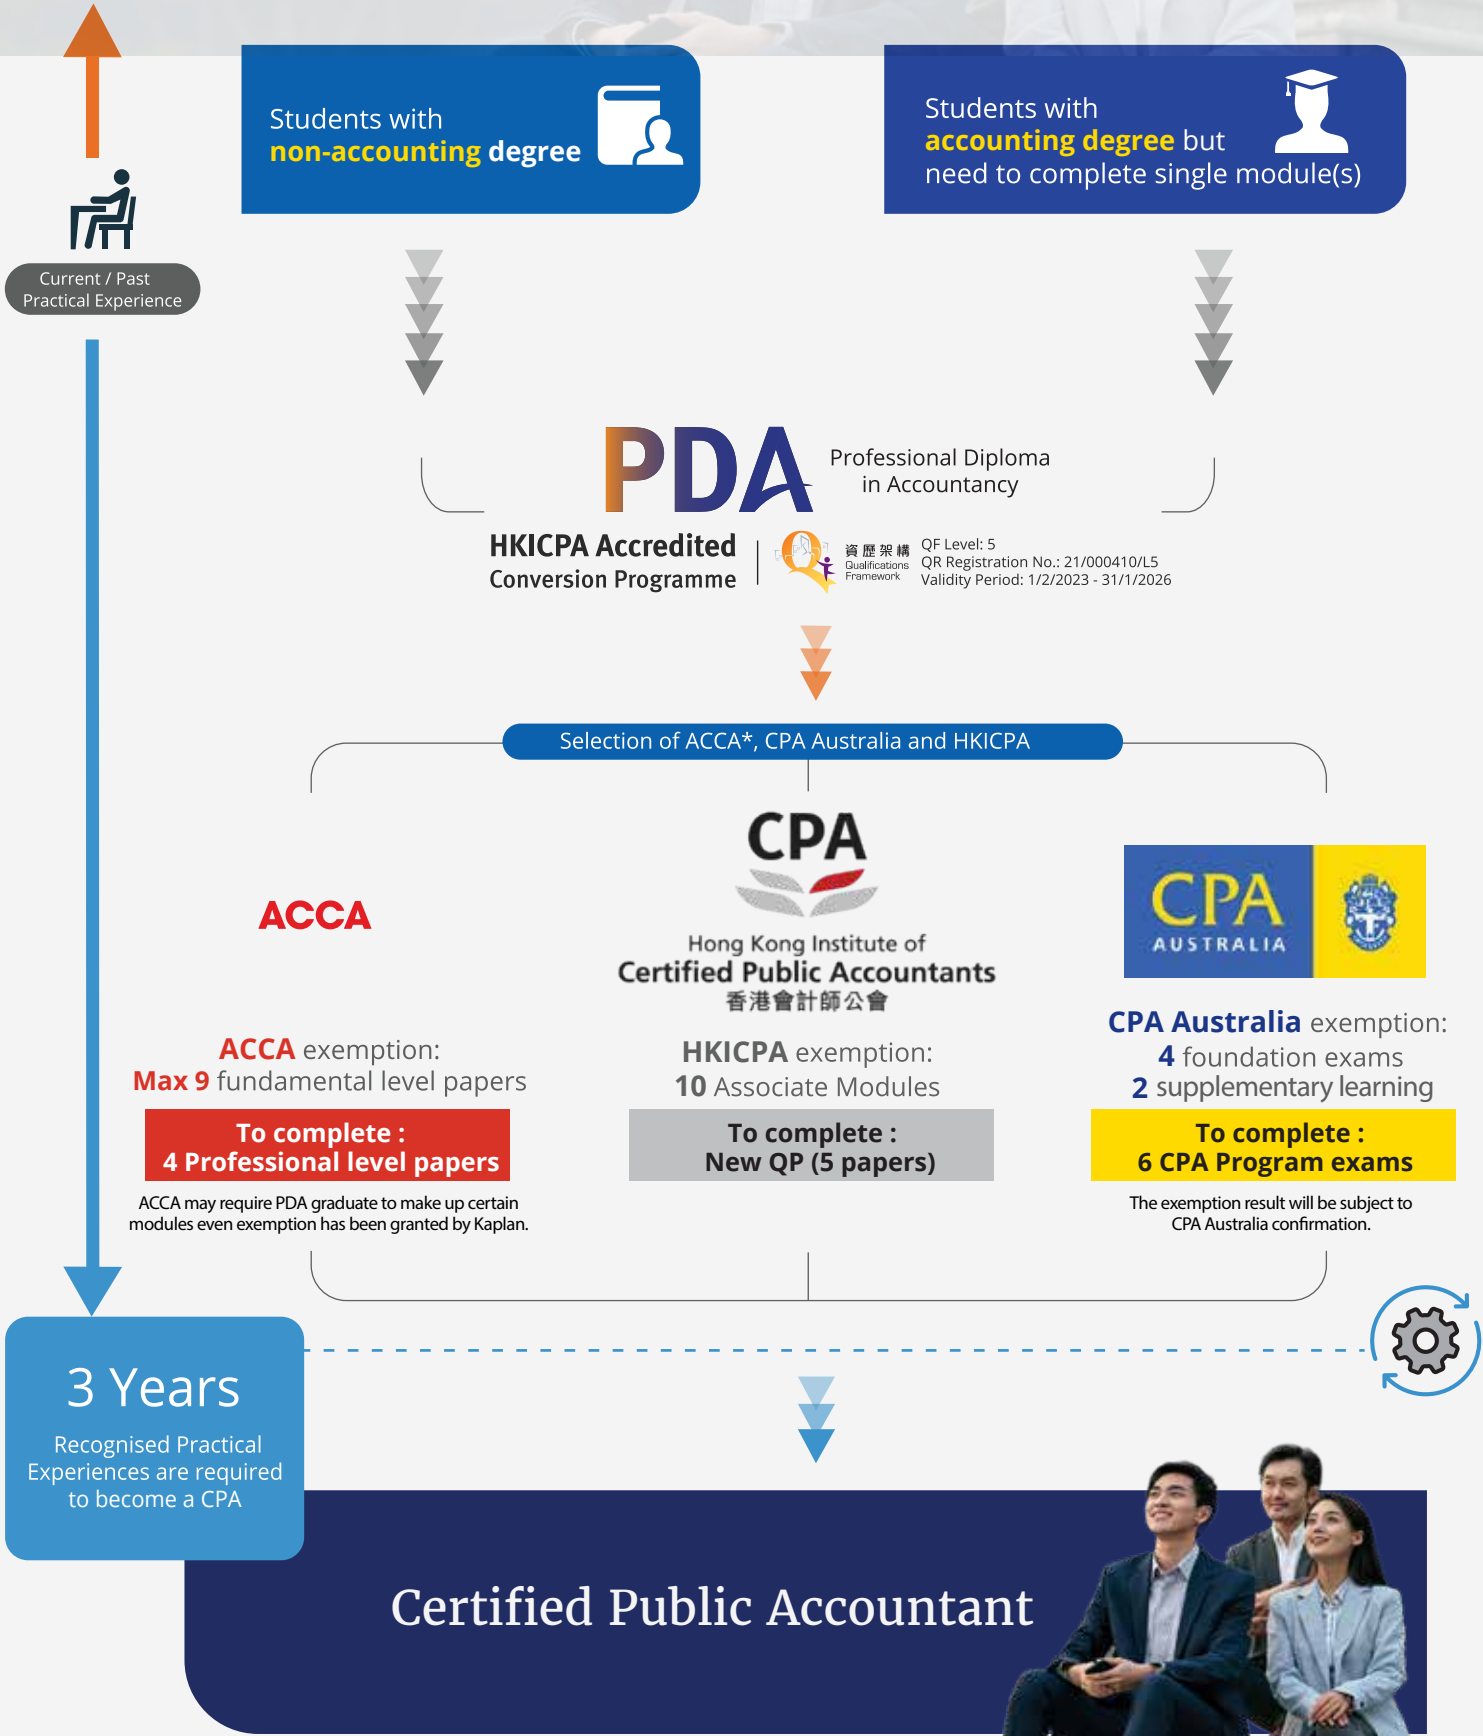 Students with
non-accounting degree
Students with
accounting degree but
need to complete single module(s)
Current / Past
Practical Experience
PDA
Professional Diploma
in Accountancy
HKICPA Accredited
Conversion Programme
資歷架構
Qualifications
Framework
QF Level: 5
QR Registration No.: 21/000410/L5
Validity Period: 1/2/2023 - 31/1/2026
Selection of ACCA*, CPA Australia and HKICPA
ACCA
ACCA exemption:
Max 9 fundamental level papers
To complete :
4 Professional level papers
ACCA may require PDA graduate to make up certain
modules even exemption has been granted by Kaplan.
CPA
Hong Kong Institute of
Certified Public Accountants
香港會計師公會
HKICPA exemption:
10 Associate Modules
To complete :
New QP (5 papers)
CPA
AUSTRALIA
CPA Australia exemption:
4 foundation exams
2 supplementary learning
To complete :
6 CPA Program exams
The exemption result will be subject to
CPA Australia confirmation.
3 Years
Recognised Practical
Experiences are required
to become a CPA
Certified Public Accountant